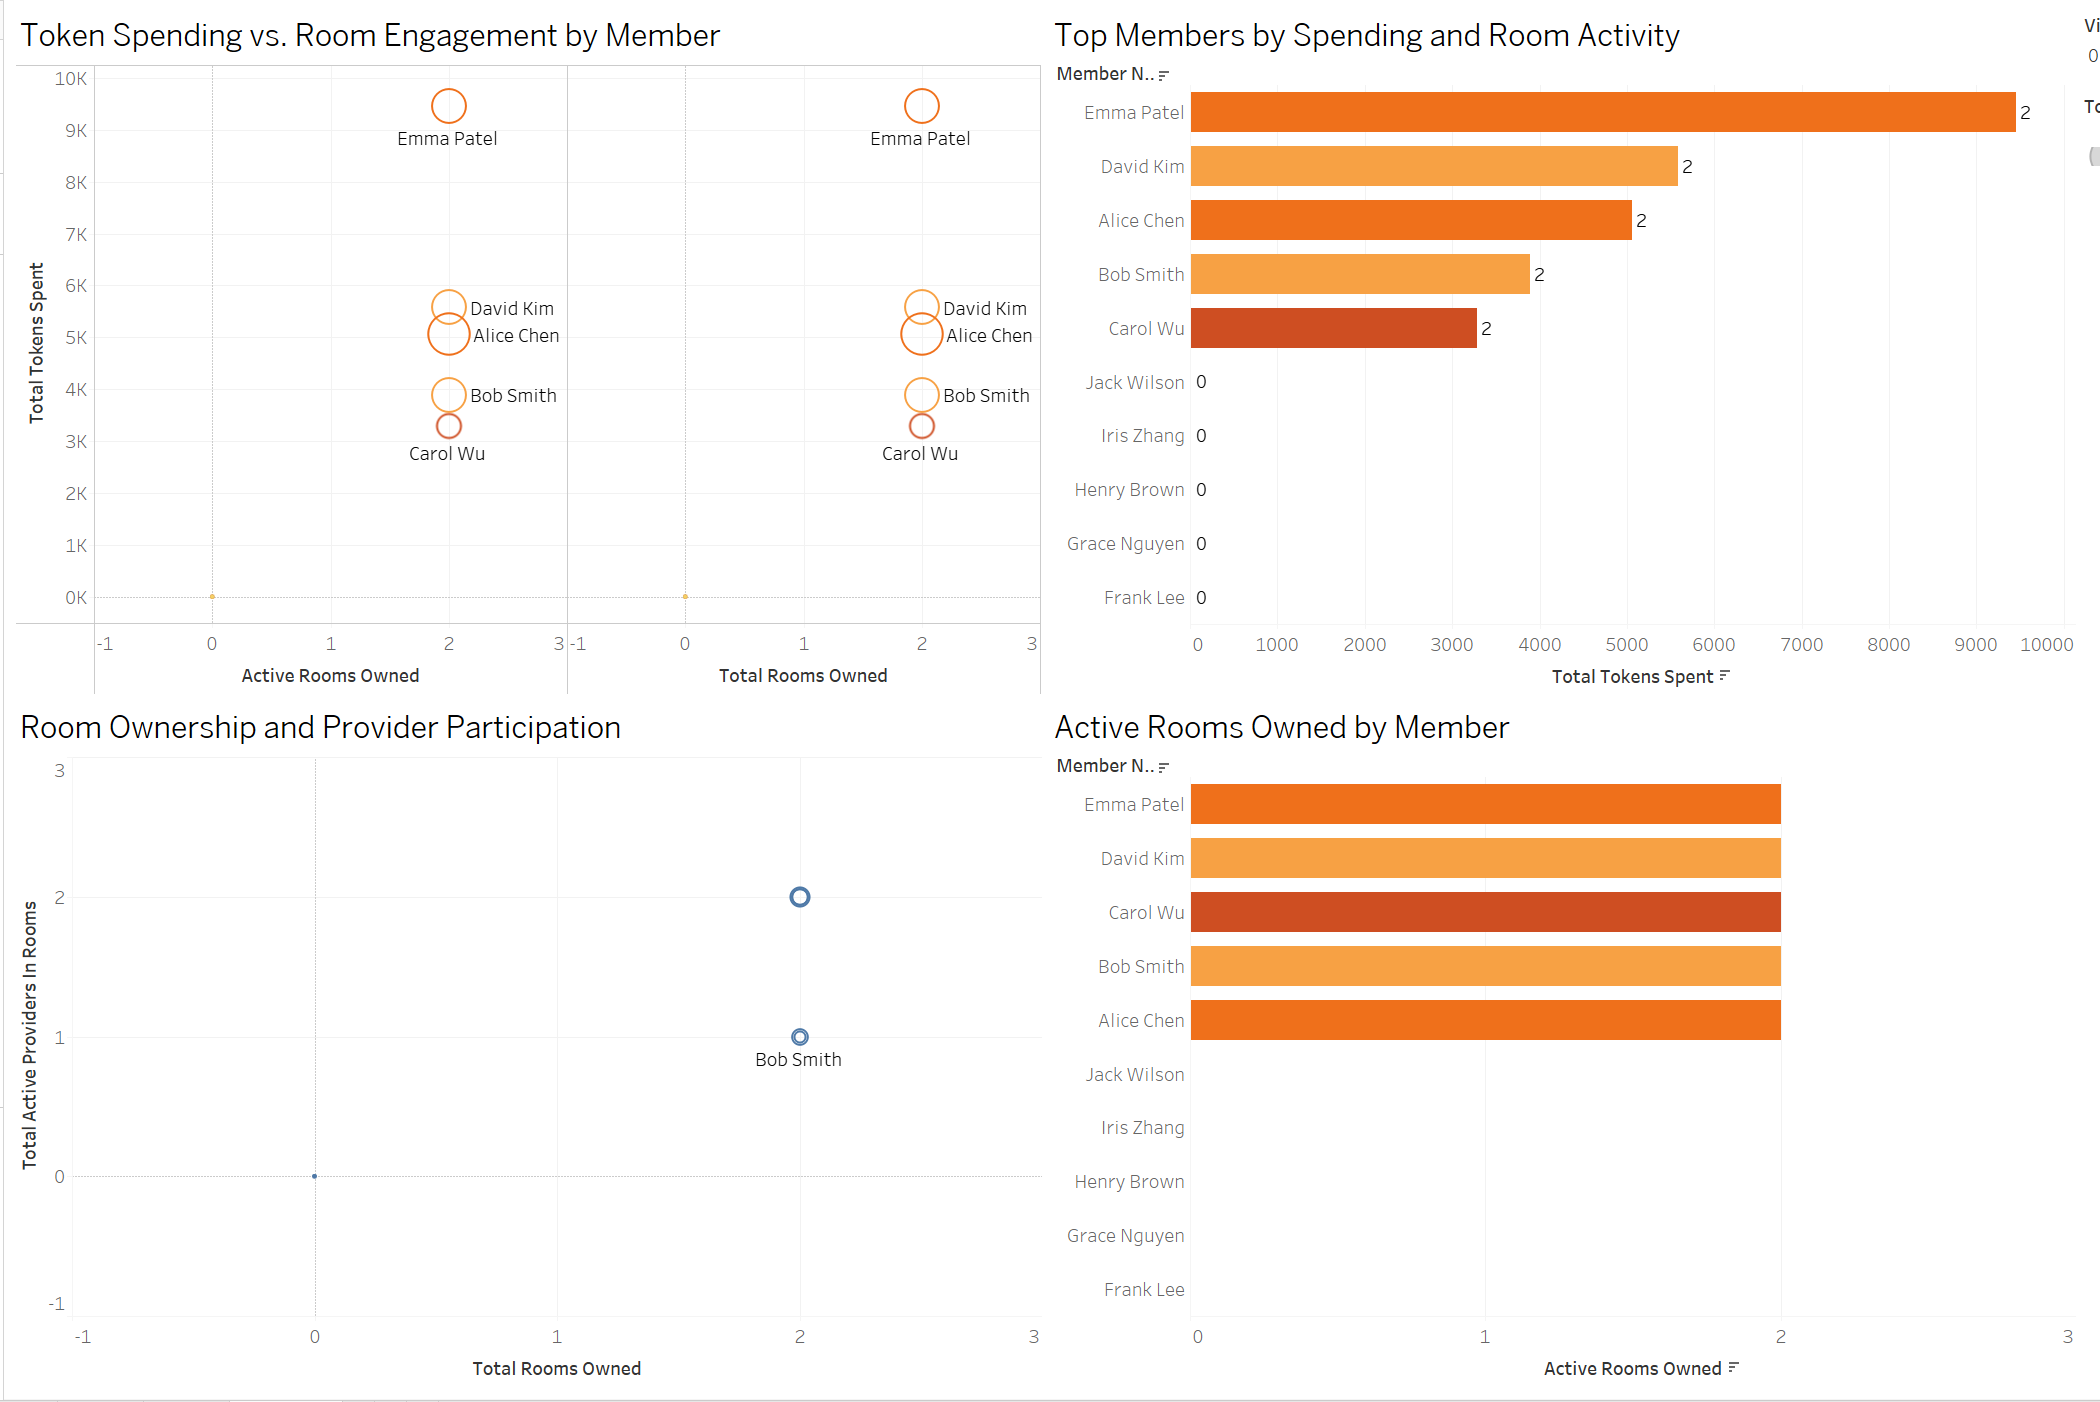 Token Spending vs. Room Engagement by Member
10K
9K
8K
7K
6K
5K
4K
3K
2K
1K
0K
Total Tokens Spent
Emma Patel
David Kim
Alice Chen
Bob Smith
Carol Wu
Emma Patel
David Kim
Alice Chen
Bob Smith
Carol Wu
-1 0 1 2 3 -1 0 1 2 3
Active Rooms Owned
Total Rooms Owned
Top Members by Spending and Room Activity
Member N..
Emma Patel 2
David Kim 2
Alice Chen 2
Bob Smith 2
Carol Wu 2
Jack Wilson 0
Iris Zhang 0
Henry Brown 0
Grace Nguyen 0
Frank Lee 0
0 1000 2000 3000 4000 5000 6000 7000 8000 9000 10000
Total Tokens Spent
Vi
0
To
Room Ownership and Provider Participation
3
2
1
0
-1
Total Active Providers In Rooms
Bob Smith
-1 0 1 2 3
Total Rooms Owned
Active Rooms Owned by Member
Member N..
Emma Patel
David Kim
Carol Wu
Bob Smith
Alice Chen
Jack Wilson
Iris Zhang
Henry Brown
Grace Nguyen
Frank Lee
0 1 2 3
Active Rooms Owned